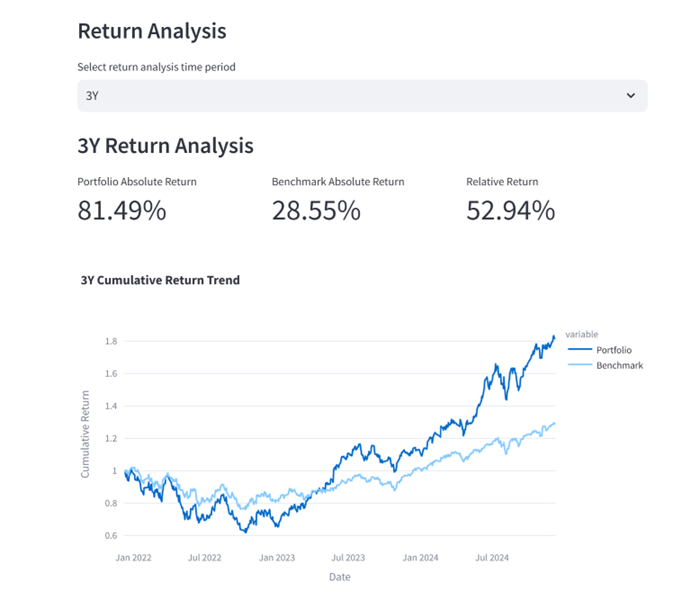 Return Analysis
Select return analysis time period
3Y
3Y Return Analysis
Portfolio Absolute Return
Benchmark Absolute Return
Relative Return
81.49%
28.55%
52.94%
3Y Cumulative Return Trend
variable
Portfolio
Benchmark
Cumulative Return
1.8
1.6
1.4
1.2
1
0.8
0.6
Jan 2022
Jul 2022
Jan 2023
Jul 2023
Jan 2024
Jul 2024
Date